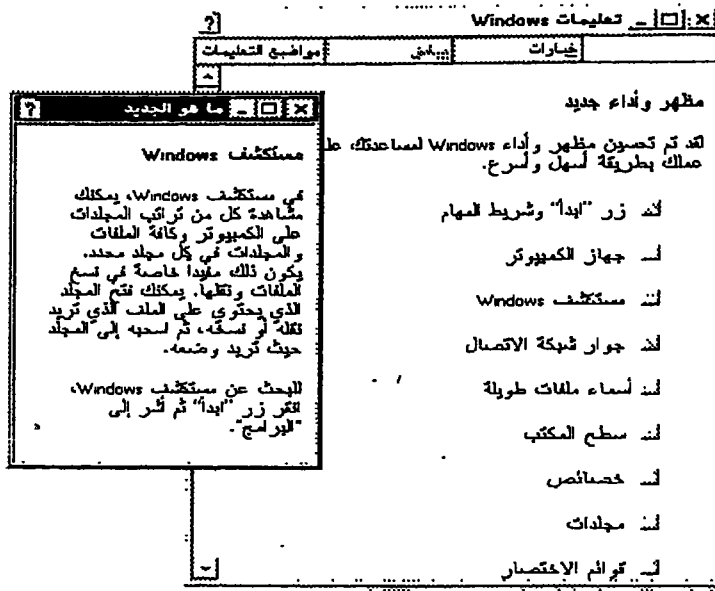 تعليمات Windows
خيارات
مواضيع التعليمات
مظهر وأداء جديد
لقد تم تحسين مظهر وأداء Windows لمساعدتك
عملك بطريقة أسهل وأسرع.
زر "ابدأ" وشريط المهام
جهاز الكمبيوتر
مستكشف Windows
جوار شبكة الاتصال
أسماء ملفات طويلة
سطح المكتب
خصائص
مجلدات
قوائم الاختصار
ما هو الجديد
مستكشف Windows
في مستكشف Windows، يمكنك
مشاهدة كل من تراتب المجلدات
على الكمبيوتر وكافة الملفات
والمجلدات في كل مجلد محدد.
يكون ذلك مفيدا خاصة في نسخ
الملفات ونقلها. يمكنك فتح المجلد
الذي يحتوي على الملف الذي تريد
نقله أو نسخه، ثم اسحبه إلى المجلد
حيث تريد وضعه.
للبحث عن مستكشف Windows،
انقر زر "ابدأ" ثم أشر إلى
"البرامج".